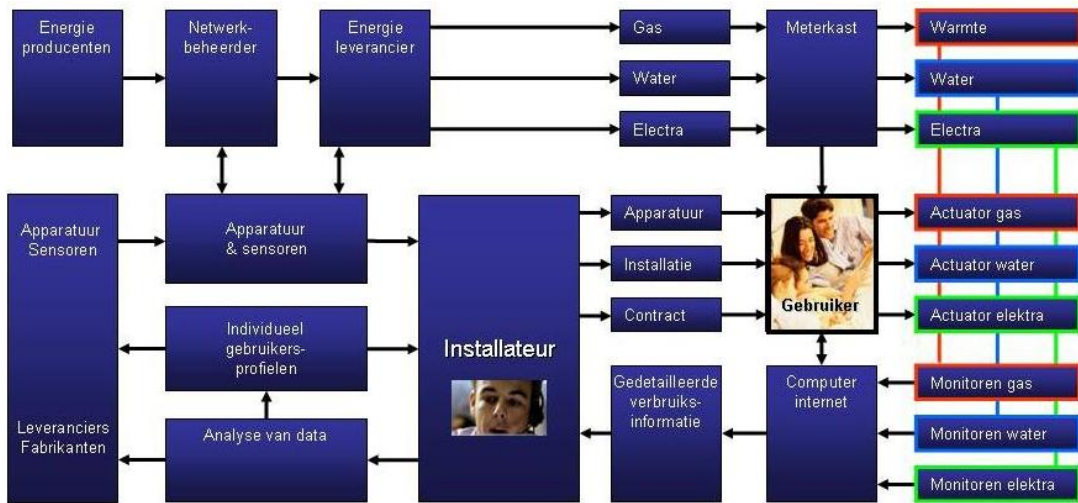 Energie
producenten
Netwerk-
beheerder
Energie
leverancier
Gas
Water
Electra
Meterkast
Warmte
Water
Electra
Apparatuur
Sensoren
Leveranciers
Fabrikanten
Apparatuur
& sensoren
Individueel
gebruikers-
profielen
Analyse van data
Installateur
Apparatuur
Installatie
Contract
Gedetailleerde
verbruiks-
informatie
Gebruiker
Computer
internet
Actuator gas
Actuator water
Actuator elektra
Monitoren gas
Monitoren water
Monitoren elektra